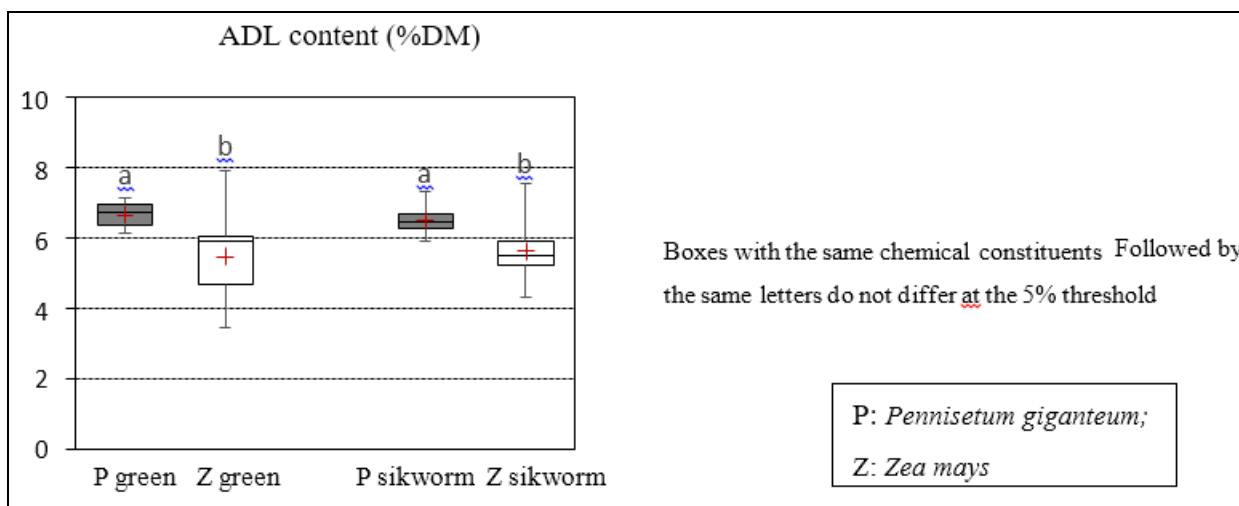 ADL content (%DM)
10
8
6
4
2
0
a
b
a
b
P green Z green P sikworm Z sikworm
Boxes with the same chemical constituents Followed by
the same letters do not differ at the 5% threshold
P: Pennisetum giganteum;
Z: Zea mays